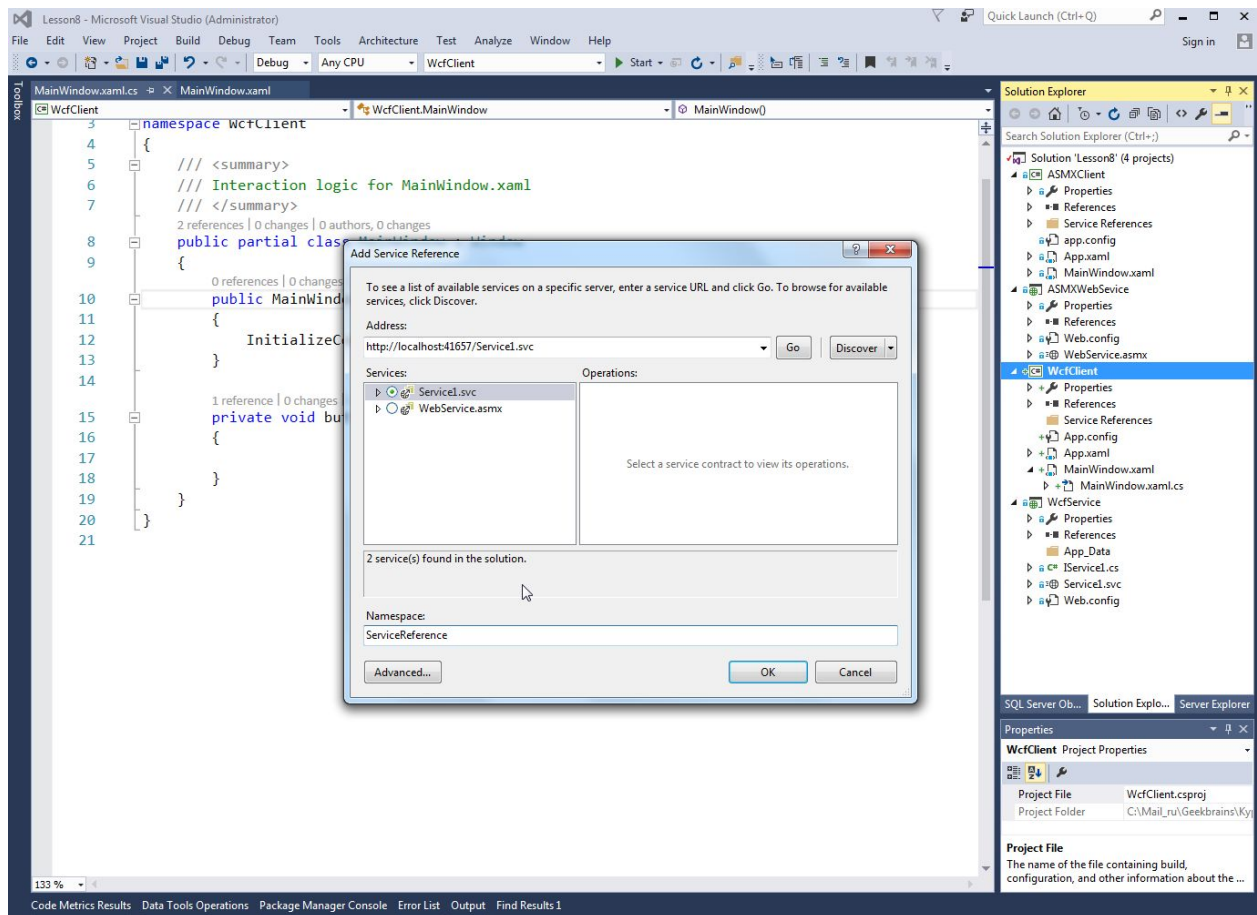 Lesson8 - Microsoft Visual Studio (Administrator)
Quick Launch (Ctrl+Q)
File Edit View Project Build Debug Team Tools Architecture Test Analyze Window Help
Sign in
Debug Any CPU WcfClient Start
Toolbox
MainWindow.xaml.cs MainWindow.xaml
WcfClient WcfClient.MainWindow MainWindow()
3 namespace WcfClient
4 {
5 /// <summary>
6 /// Interaction logic for MainWindow.xaml
7 /// </summary>
2 references | 0 changes | 0 authors, 0 changes
8 public partial class MainWindow : Window
9 {
0 references | 0 changes
10 public MainWind
11 {
12 InitializeC
13 }
14
1 reference | 0 changes
15 private void bu
16 {
17
18 }
19 }
20 }
21
133 %
Add Service Reference
To see a list of available services on a specific server, enter a service URL and click Go. To browse for available
services, click Discover.
Address:
http://localhost:41657/Service1.svc Go Discover
Services: Operations:
Service1.svc
WebService.asmx
Select a service contract to view its operations.
2 service(s) found in the solution.
Namespace:
ServiceReference
Advanced... OK Cancel
Solution Explorer
Search Solution Explorer (Ctrl+;)
Solution 'Lesson8' (4 projects)
ASMXClient
Properties
References
Service References
app.config
App.xaml
MainWindow.xaml
ASMXWebSevice
Properties
References
Web.config
WebService.asmx
WcfClient
Properties
References
Service References
App.config
App.xaml
MainWindow.xaml
MainWindow.xaml.cs
WcfService
Properties
References
App_Data
IService1.cs
Service1.svc
Web.config
SQL Server Ob... Solution Explo... Server Explorer
Properties
WcfClient Project Properties
Project File WcfClient.csproj
Project Folder C:\Mail_ru\Geekbrains\Кур
Project File
The name of the file containing build,
configuration, and other information about the ...
Code Metrics Results Data Tools Operations Package Manager Console Error List Output Find Results 1